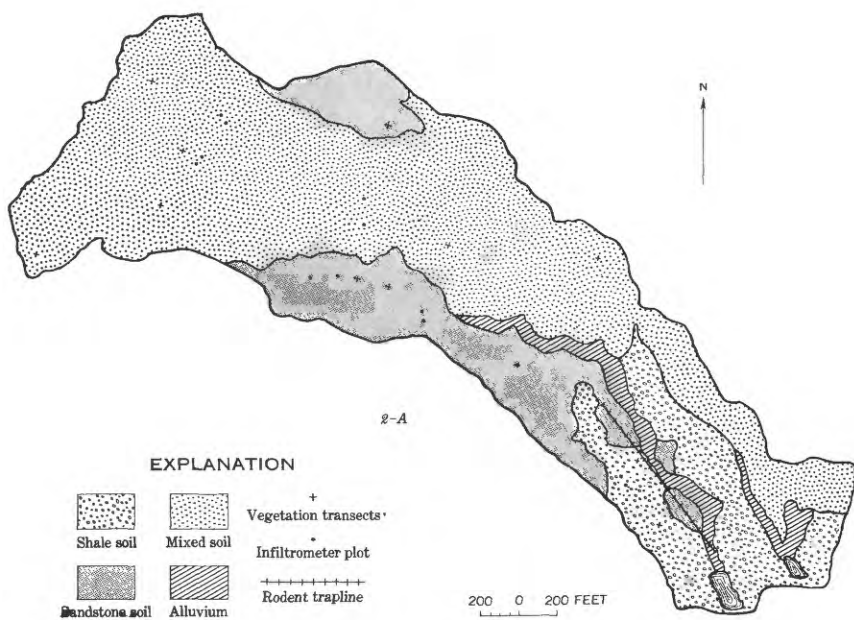 N
2-A
EXPLANATION
Shale soil
Mixed soil
Vegetation transects
Infiltrometer plot
Sandstone soil
Alluvium
Rodent trapline
200 0 200 FEET